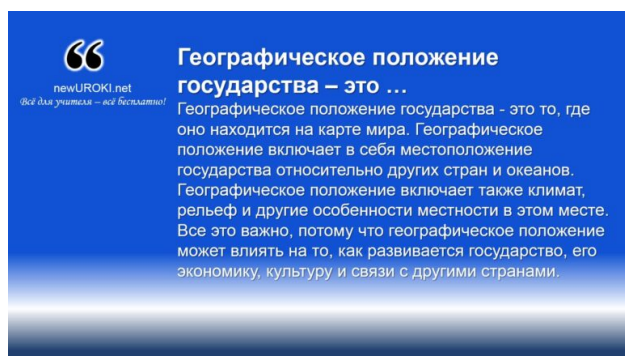 ❝
newUROKI.net
Всё для учителя – всё бесплатно!
Географическое положение
государства – это …
Географическое положение государства - это то, где
оно находится на карте мира. Географическое
положение включает в себя местоположение
государства относительно других стран и океанов.
Географическое положение включает также климат,
рельеф и другие особенности местности в этом месте.
Все это важно, потому что географическое положение
может влиять на то, как развивается государство, его
экономику, культуру и связи с другими странами.